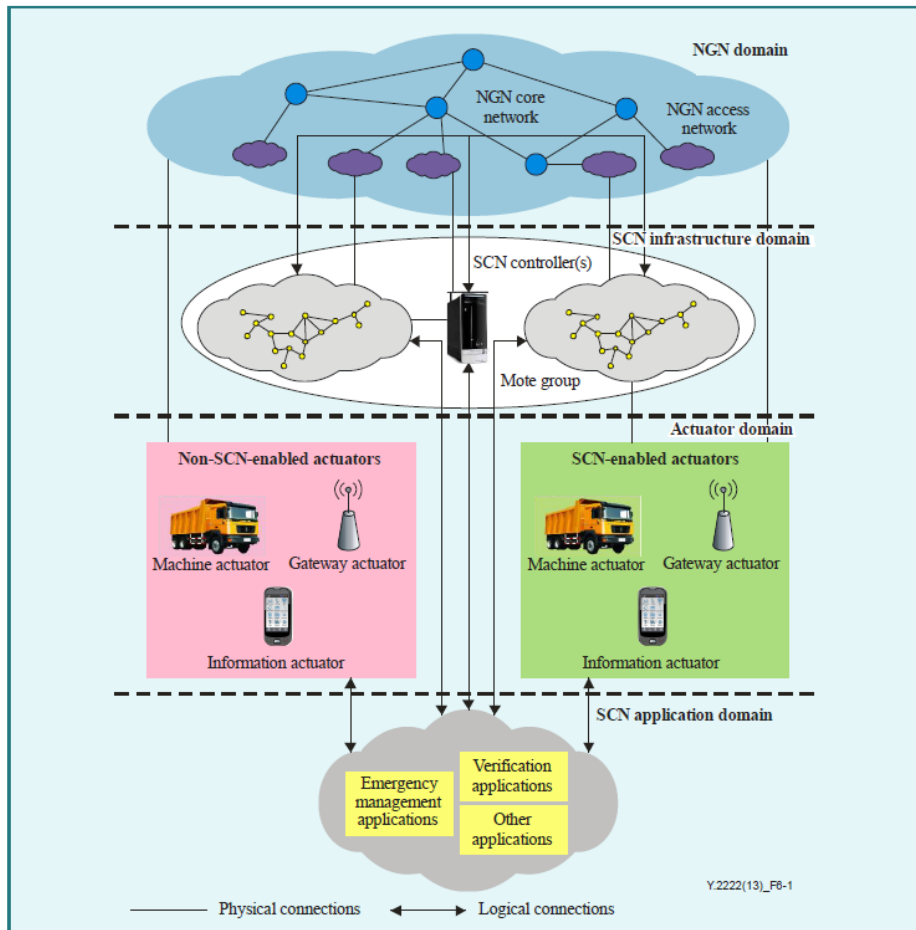 NGN domain
NGN core
network
NGN access
network
SCN infrastructure domain
SCN controller(s)
Mote group
Actuator domain
Non-SCN-enabled actuators
Machine actuator
Gateway actuator
Information actuator
SCN-enabled actuators
Machine actuator
Gateway actuator
Information actuator
SCN application domain
Emergency
management
applications
Verification
applications
Other
applications
Y.2222(13)_F6-1
Physical connections
Logical connections